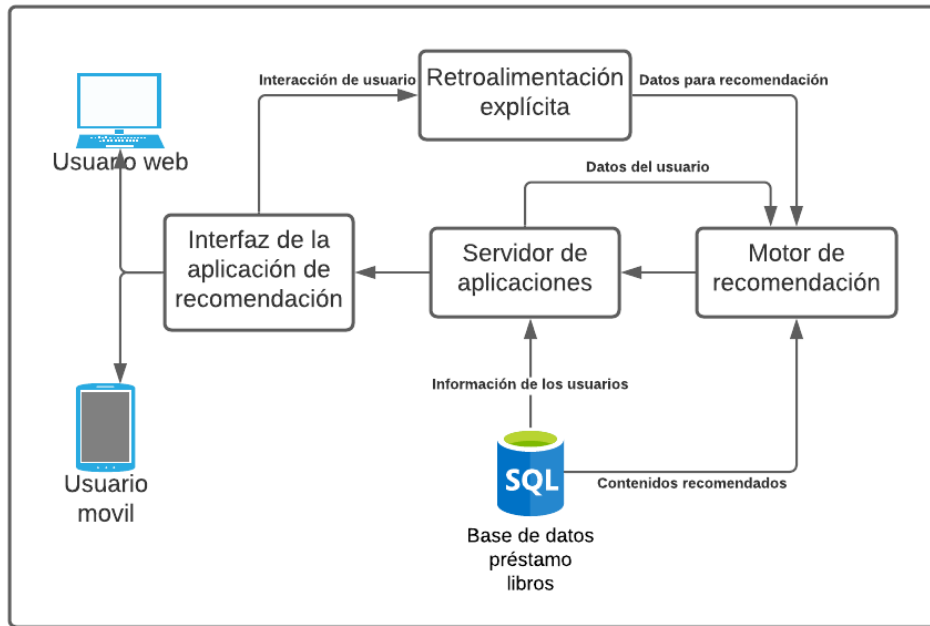 Interacción de usuario
Retroalimentación
explícita
Datos para recomendación
Usuario web
Datos del usuario
Interfaz de la
aplicación de
recomendación
Servidor de
aplicaciones
Motor de
recomendación
Información de los usuarios
Usuario
movil
SQL
Contenidos recomendados
Base de datos
préstamo
libros